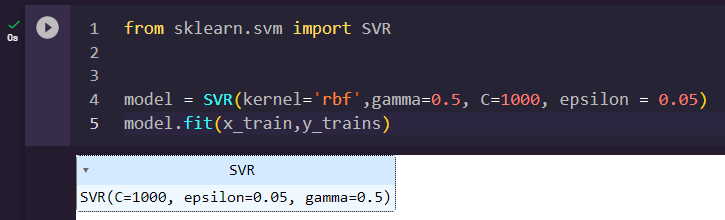 0s
1 from sklearn.svm import SVR
2
3
4 model = SVR(kernel='rbf',gamma=0.5, C=1000, epsilon = 0.05)
5 model.fit(x_train,y_trains)
SVR
SVR(C=1000, epsilon=0.05, gamma=0.5)